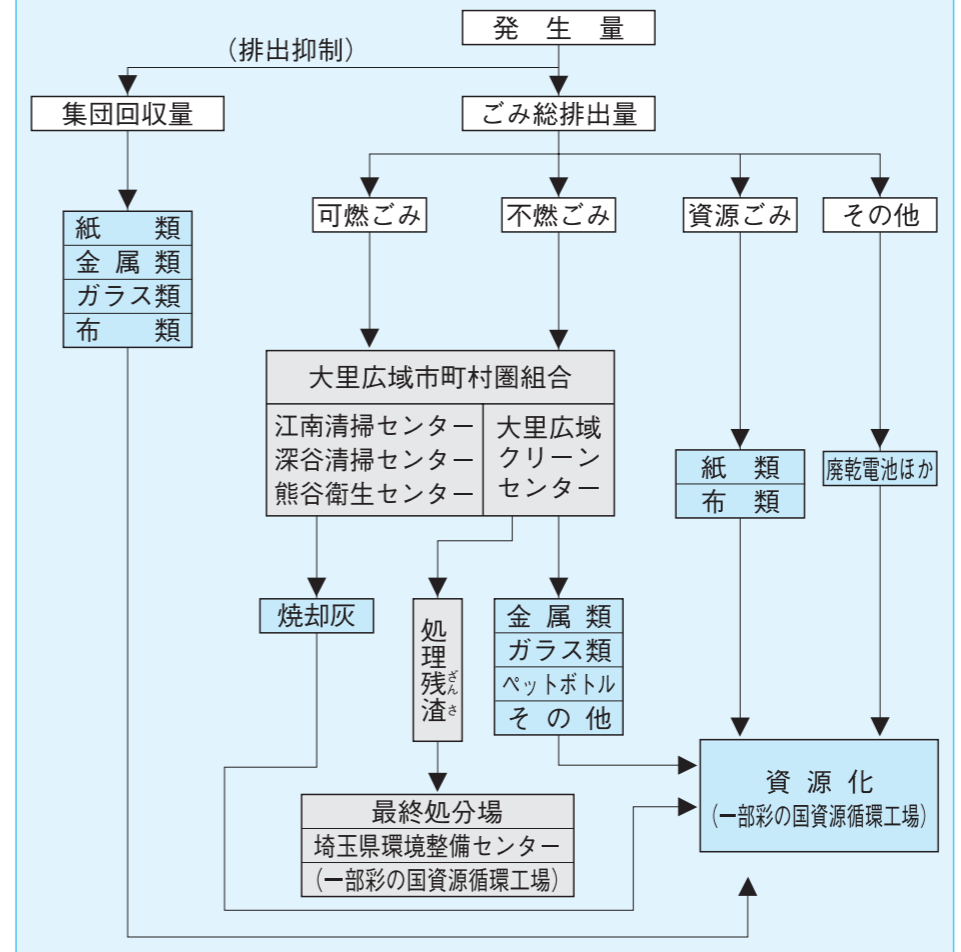 発生量
(排出抑制)
集団回収量
ごみ総排出量
可燃ごみ
不燃ごみ
資源ごみ
その他
紙類
金属類
ガラス類
布類
大里広域市町村圏組合
江南清掃センター
深谷清掃センター
熊谷衛生センター
大里広域
クリーン
センター
紙類
布類
廃乾電池ほか
焼却灰
処理残渣
ざんさ
金属類
ガラス類
ペットボトル
その他
資源化
(一部彩の国資源循環工場)
最終処分場
埼玉県環境整備センター
(一部彩の国資源循環工場)